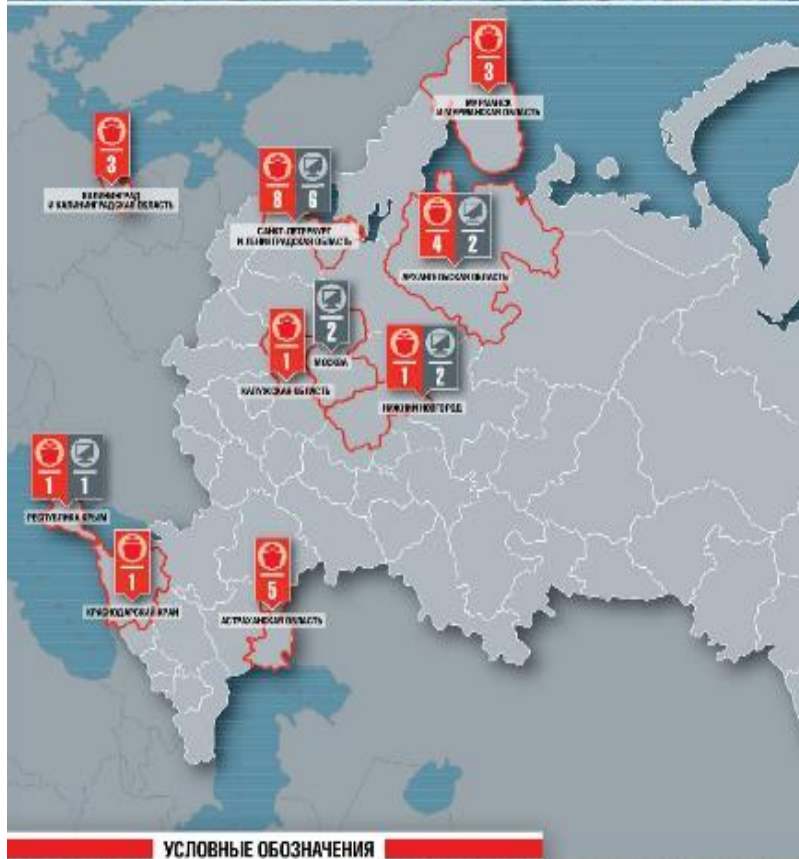 3
МУРМАНСК
И МУРМАНСКАЯ ОБЛАСТЬ
3
КАЛИНИНГРАД
И КАЛИНИНГРАДСКАЯ ОБЛАСТЬ
8 6
САНКТ-ПЕТЕРБУРГ
И ЛЕНИНГРАДСКАЯ ОБЛАСТЬ
4 2
АРХАНГЕЛЬСКАЯ ОБЛАСТЬ
2
МОСКВА
1
КАЛУЖСКАЯ ОБЛАСТЬ
1 2
НИЖНИЙ НОВГОРОД
1 1
РЕСПУБЛИКА КРЫМ
1
КРАСНОДАРСКИЙ КРАЙ
5
АСТРАХАНСКАЯ ОБЛАСТЬ
УСЛОВНЫЕ ОБОЗНАЧЕНИЯ